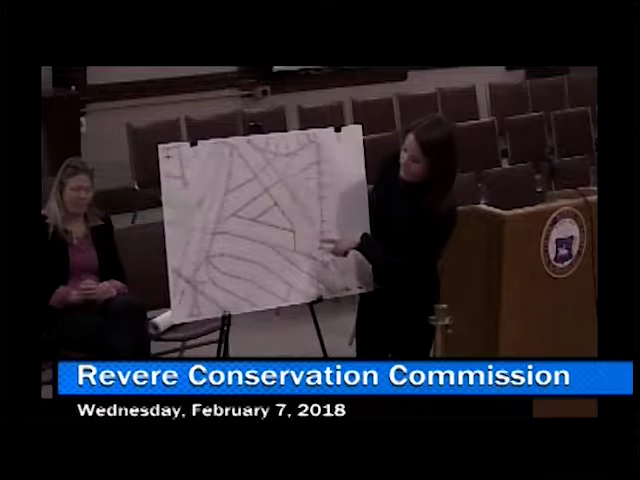 Revere Conservation Commission
Wednesday, February 7, 2018